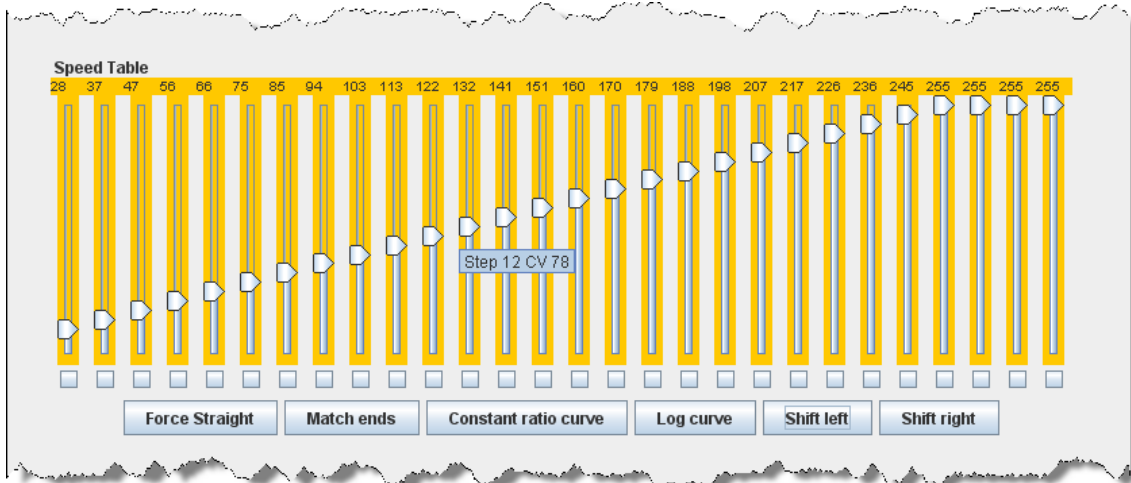 Speed Table
28 37 47 56 66 75 85 94 103 113 122 132 141 151 160 170 179 188 198 207 217 226 236 245 255 255 255 255
Step 12 CV 78
Force Straight Match ends Constant ratio curve Log curve Shift left Shift right